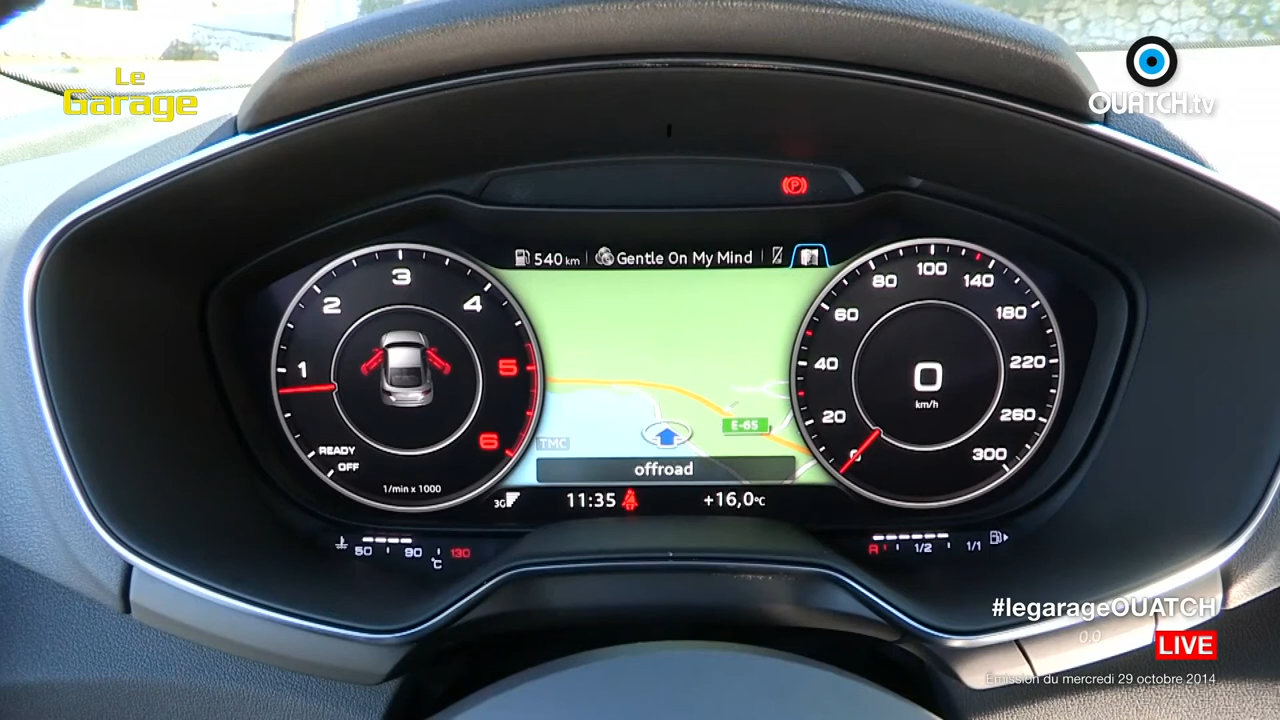 Le
Garage
OUATCH.tv
P
540 km
Gentle On My Mind
1
2
3
4
5
6
READY
OFF
1/min x 1000
0
20
40
60
80
100
140
180
220
260
300
0
km/h
E-65
TMC
offroad
3G
11:35
+16,0°C
50 90 130
°C
R 1/2 1/1
#legarageOUATCH
0.0
LIVE
Émission du mercredi 29 octobre 2014